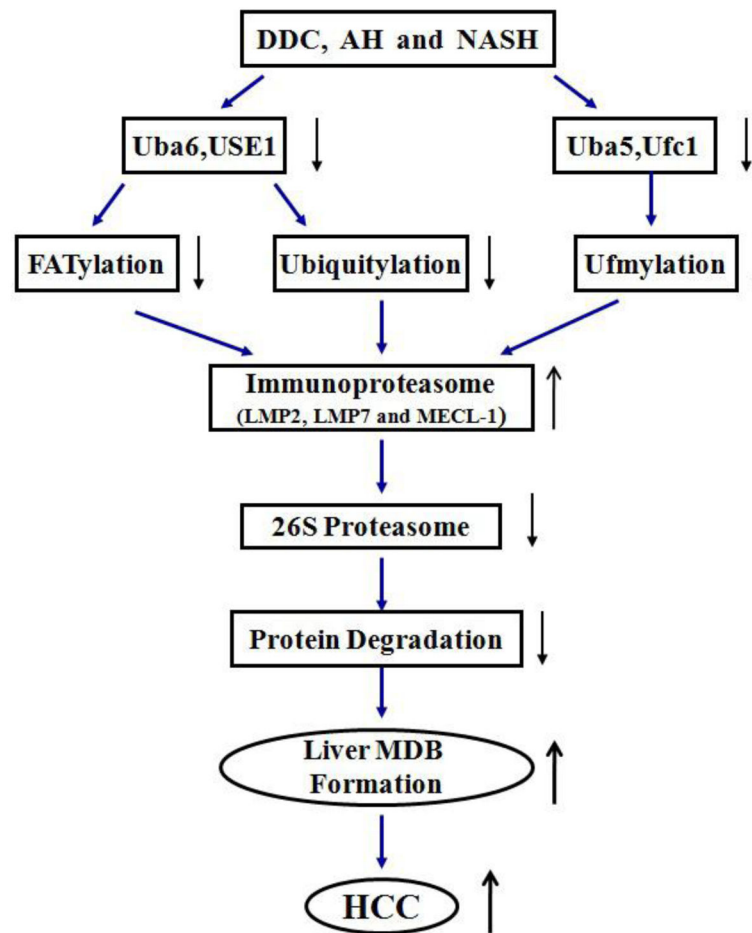 DDC, AH and NASH
Uba6,USE1
Uba5,Ufc1
FATylation
Ubiquitylation
Ufmylation
Immunoproteasome
(LMP2, LMP7 and MECL-1)
26S Proteasome
Protein Degradation
Liver MDB
Formation
HCC